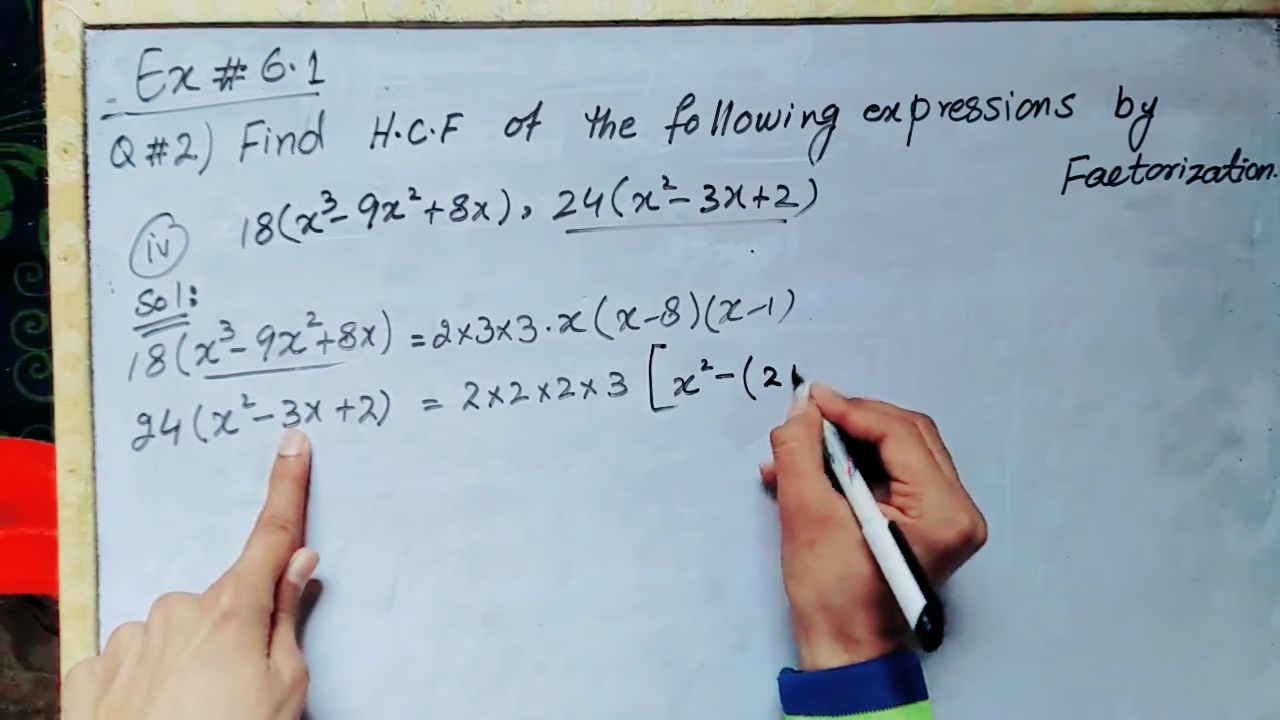 Ex # 6.1
Q #2) Find H.C.F of the following expressions by
Factorization.
iv 18(x³-9x²+8x), 24(x²-3x+2)
Sol:
18(x³-9x²+8x) = 2×3×3·x(x-8)(x-1)
24(x²-3x+2) = 2×2×2×3 [x²-(2